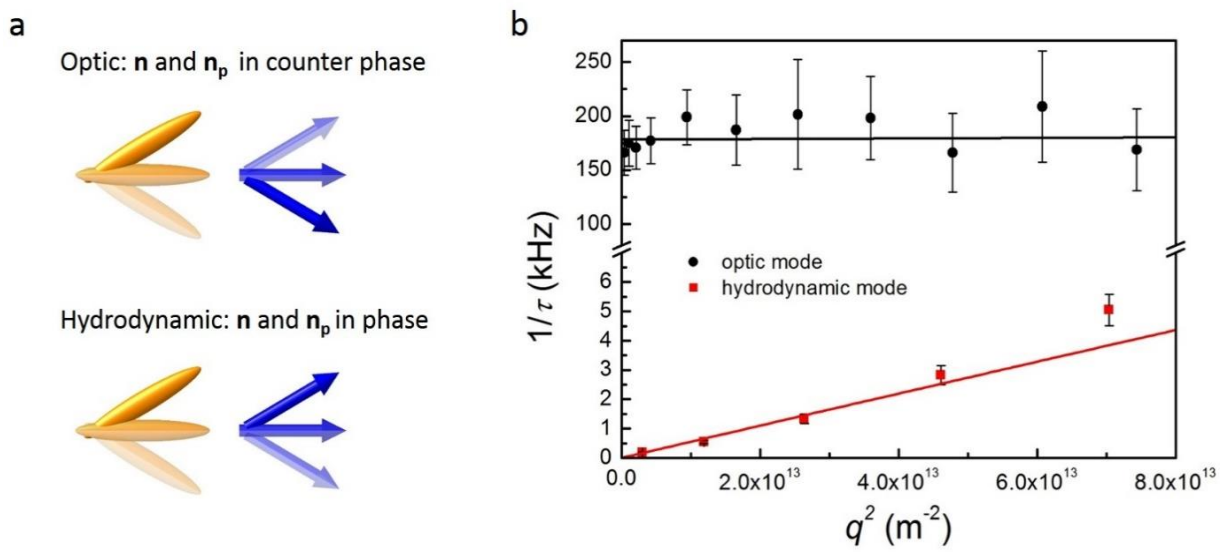 a
Optic: n and np in counter phase
Hydrodynamic: n and np in phase
b
250
200
150
100
6
5
4
3
2
1
0
1/τ (kHz)
optic mode
hydrodynamic mode
0.0 2.0x10^13 4.0x10^13 6.0x10^13 8.0x10^13
q^2 (m^-2)